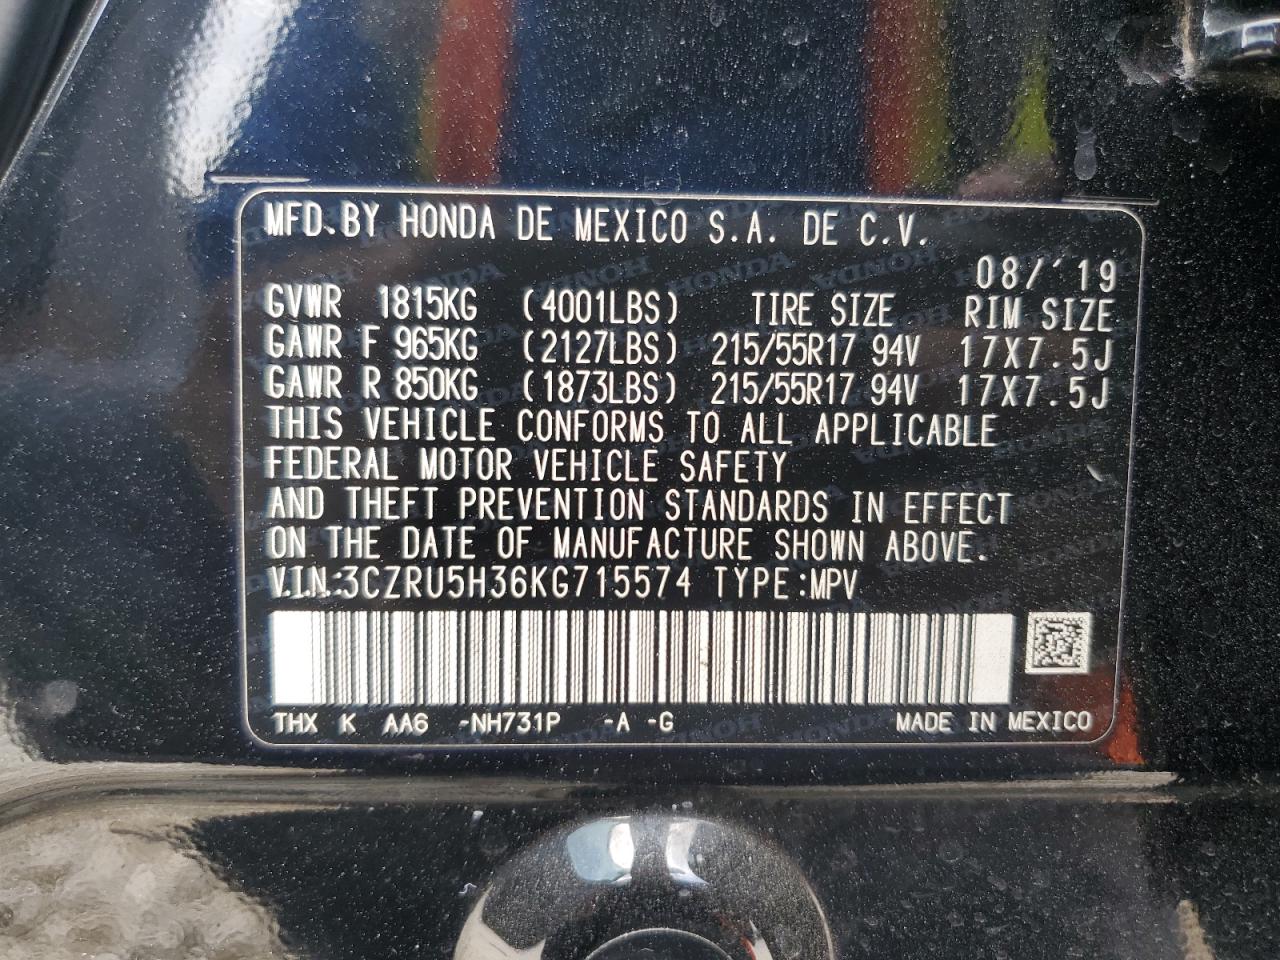 MFD.BY HONDA DE MEXICO S.A. DE C.V.
08/'19
GVWR 1815KG (4001LBS) TIRE SIZE RIM SIZE
GAWR F 965KG (2127LBS) 215/55R17 94V 17X7.5J
GAWR R 850KG (1873LBS) 215/55R17 94V 17X7.5J
THIS VEHICLE CONFORMS TO ALL APPLICABLE
FEDERAL MOTOR VEHICLE SAFETY
AND THEFT PREVENTION STANDARDS IN EFFECT
ON THE DATE OF MANUFACTURE SHOWN ABOVE.
V.I.N.:3CZRU5H36KG715574 TYPE:MPV
THX K AA6 -NH731P -A -G MADE IN MEXICO